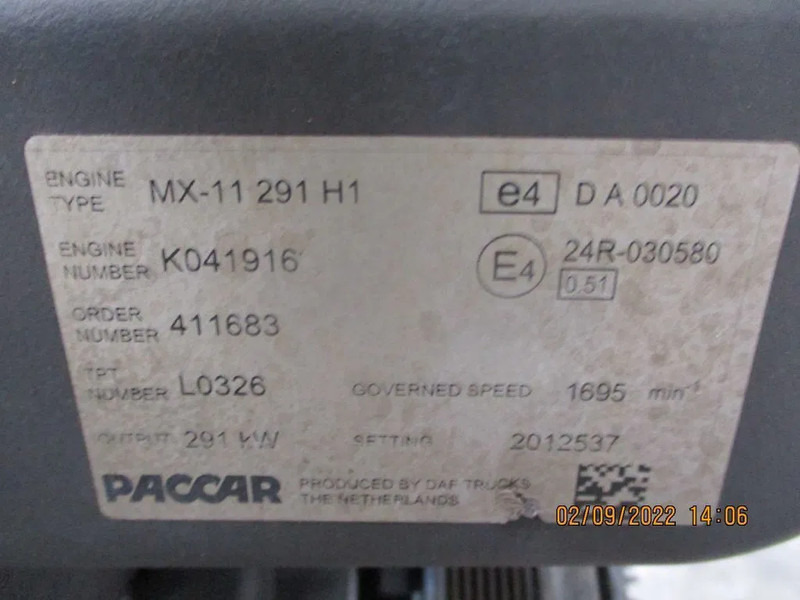 ENGINE TYPE MX-11 291 H1 e4 D A 0020
ENGINE NUMBER K041916 E4 24R-030580
0.51
ORDER NUMBER 411683
TPT NUMBER L0326 GOVERNED SPEED 1695 min⁻¹
OUTPUT 291 kW SETTING 2012537
PACCAR PRODUCED BY DAF TRUCKS
THE NETHERLANDS
02/09/2022 14:06